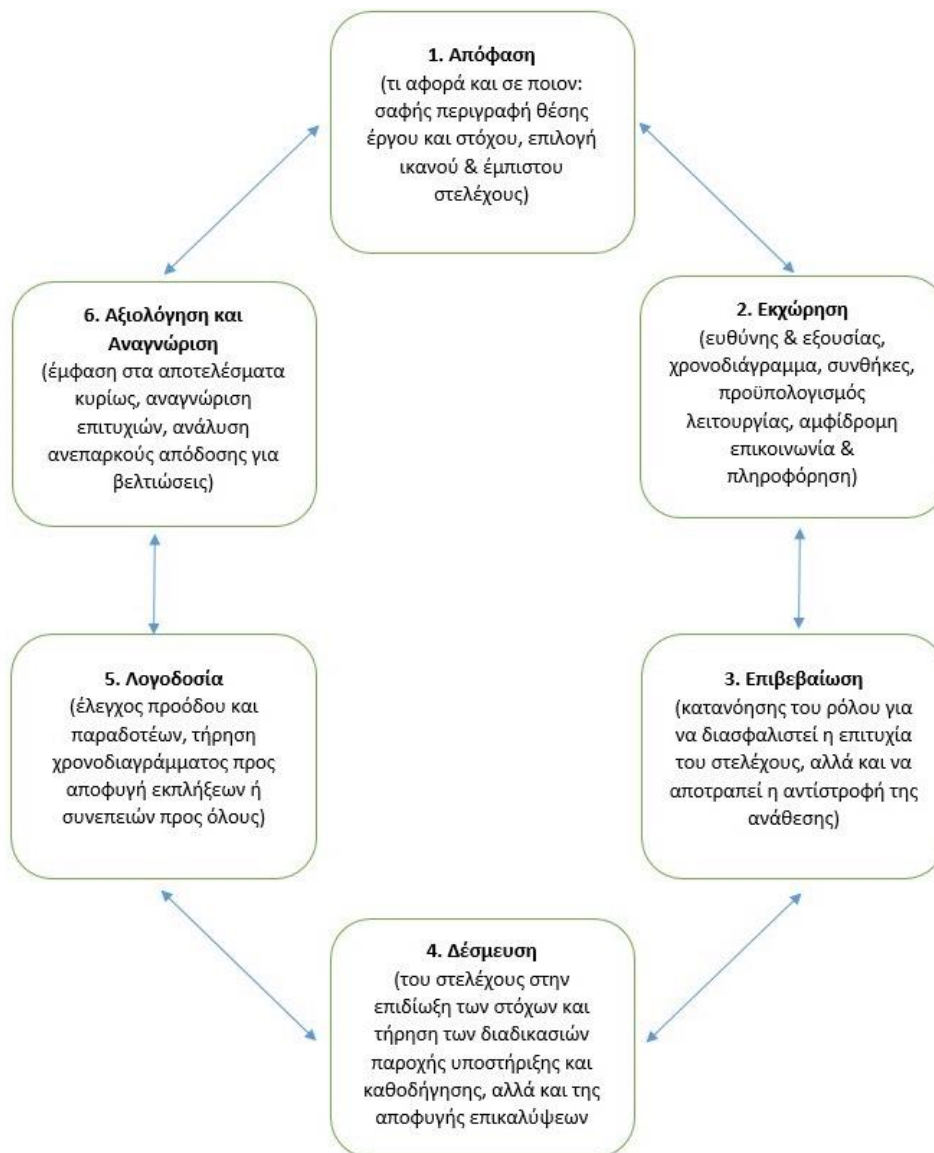 1. Απόφαση
(τι αφορά και σε ποιον:
σαφής περιγραφή θέσης
έργου και στόχου, επιλογή
ικανού & έμπιστου
στελέχους)
2. Εκχώρηση
(ευθύνης & εξουσίας,
χρονοδιάγραμμα, συνθήκες,
προϋπολογισμός
λειτουργίας, αμφίδρομη
επικοινωνία &
πληροφόρηση)
3. Επιβεβαίωση
(κατανόησης του ρόλου για
να διασφαλιστεί η επιτυχία
του στελέχους, αλλά και να
αποτραπεί η αντίστροφή της
ανάθεσης)
4. Δέσμευση
(του στελέχους στην
επιδίωξη των στόχων και
τήρηση των διαδικασιών
παροχής υποστήριξης και
καθοδήγησης, αλλά και της
αποφυγής επικαλύψεων
5. Λογοδοσία
(έλεγχος προόδου και
παραδοτέων, τήρηση
χρονοδιαγράμματος προς
αποφυγή εκπλήξεων ή
συνεπειών προς όλους)
6. Αξιολόγηση και
Αναγνώριση
(έμφαση στα αποτελέσματα
κυρίως, αναγνώριση
επιτυχιών, ανάλυση
ανεπαρκούς απόδοσης για
βελτιώσεις)